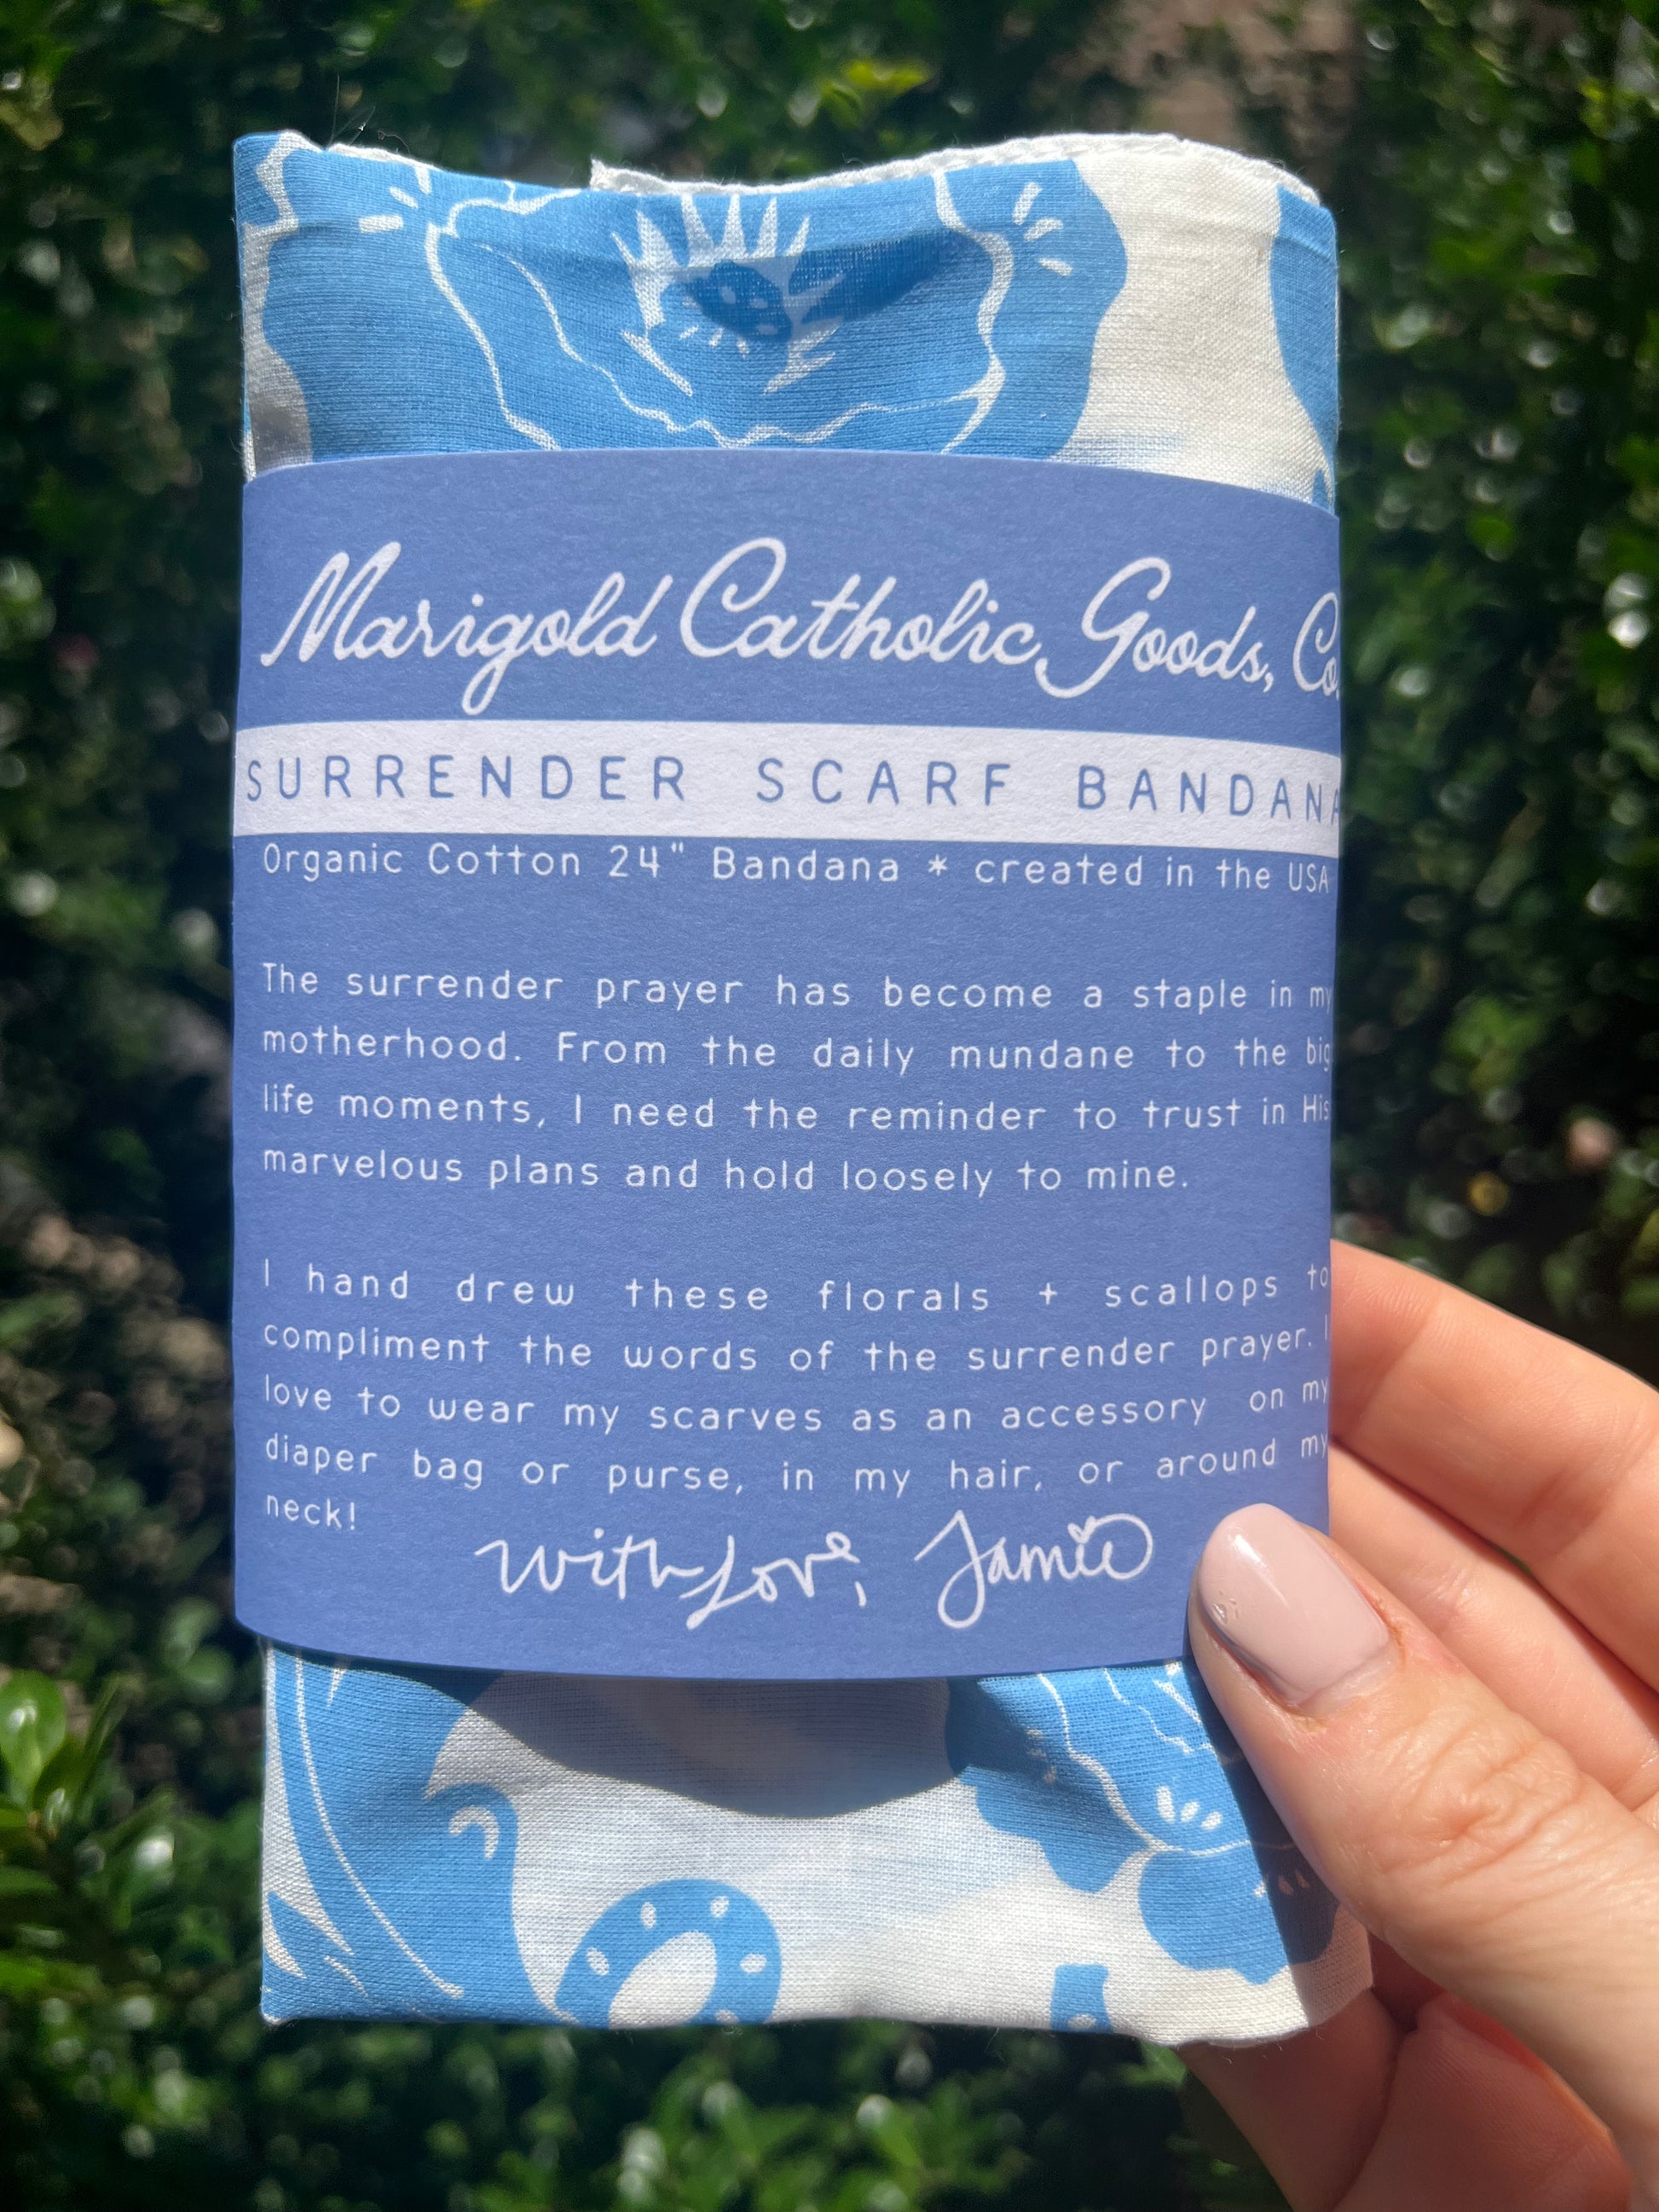 Marigold Catholic Goods, Co.
SURRENDER SCARF BANDANA
Organic Cotton 24" Bandana * created in the USA
The surrender prayer has become a staple in my
motherhood. From the daily mundane to the big
life moments, I need the reminder to trust in His
marvelous plans and hold loosely to mine.
I hand drew these florals + scallops to
compliment the words of the surrender prayer. I
love to wear my scarves as an accessory on my
diaper bag or purse, in my hair, or around my
neck!
with love, Jamie